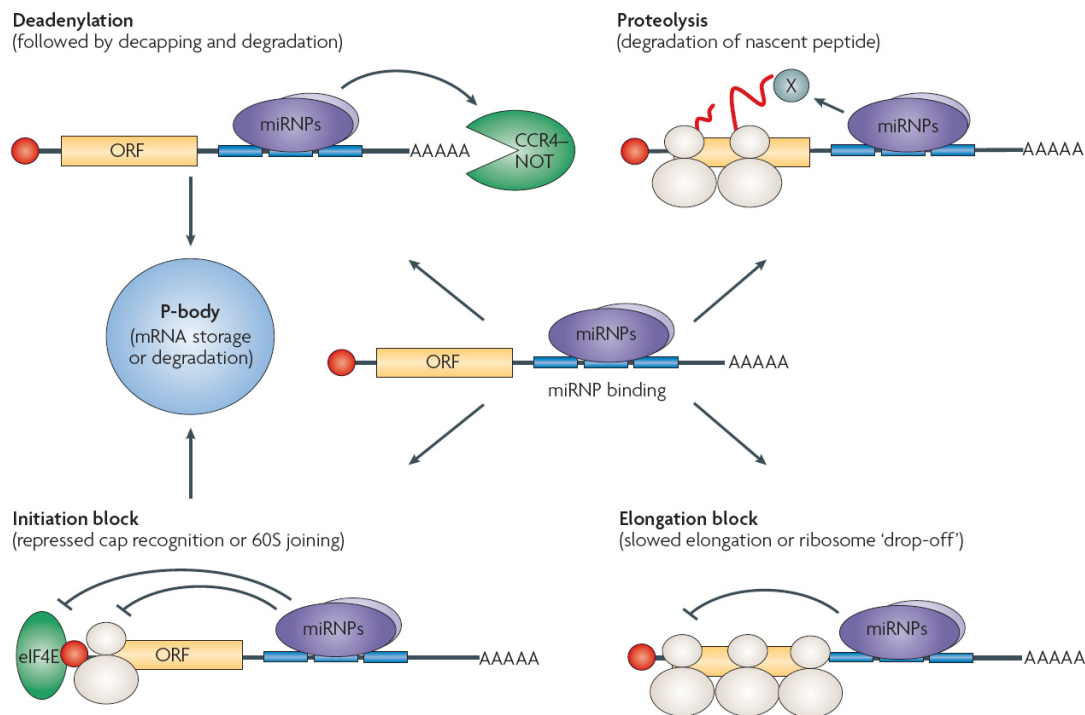 Deadenylation
(followed by decapping and degradation)
miRNPs
ORF
AAAAA
CCR4–
NOT
Proteolysis
(degradation of nascent peptide)
X
miRNPs
AAAAA
P-body
(mRNA storage
or degradation)
miRNPs
ORF
AAAAA
miRNP binding
Initiation block
(repressed cap recognition or 60S joining)
miRNPs
eIF4E
ORF
AAAAA
Elongation block
(slowed elongation or ribosome ‘drop-off’)
miRNPs
AAAAA